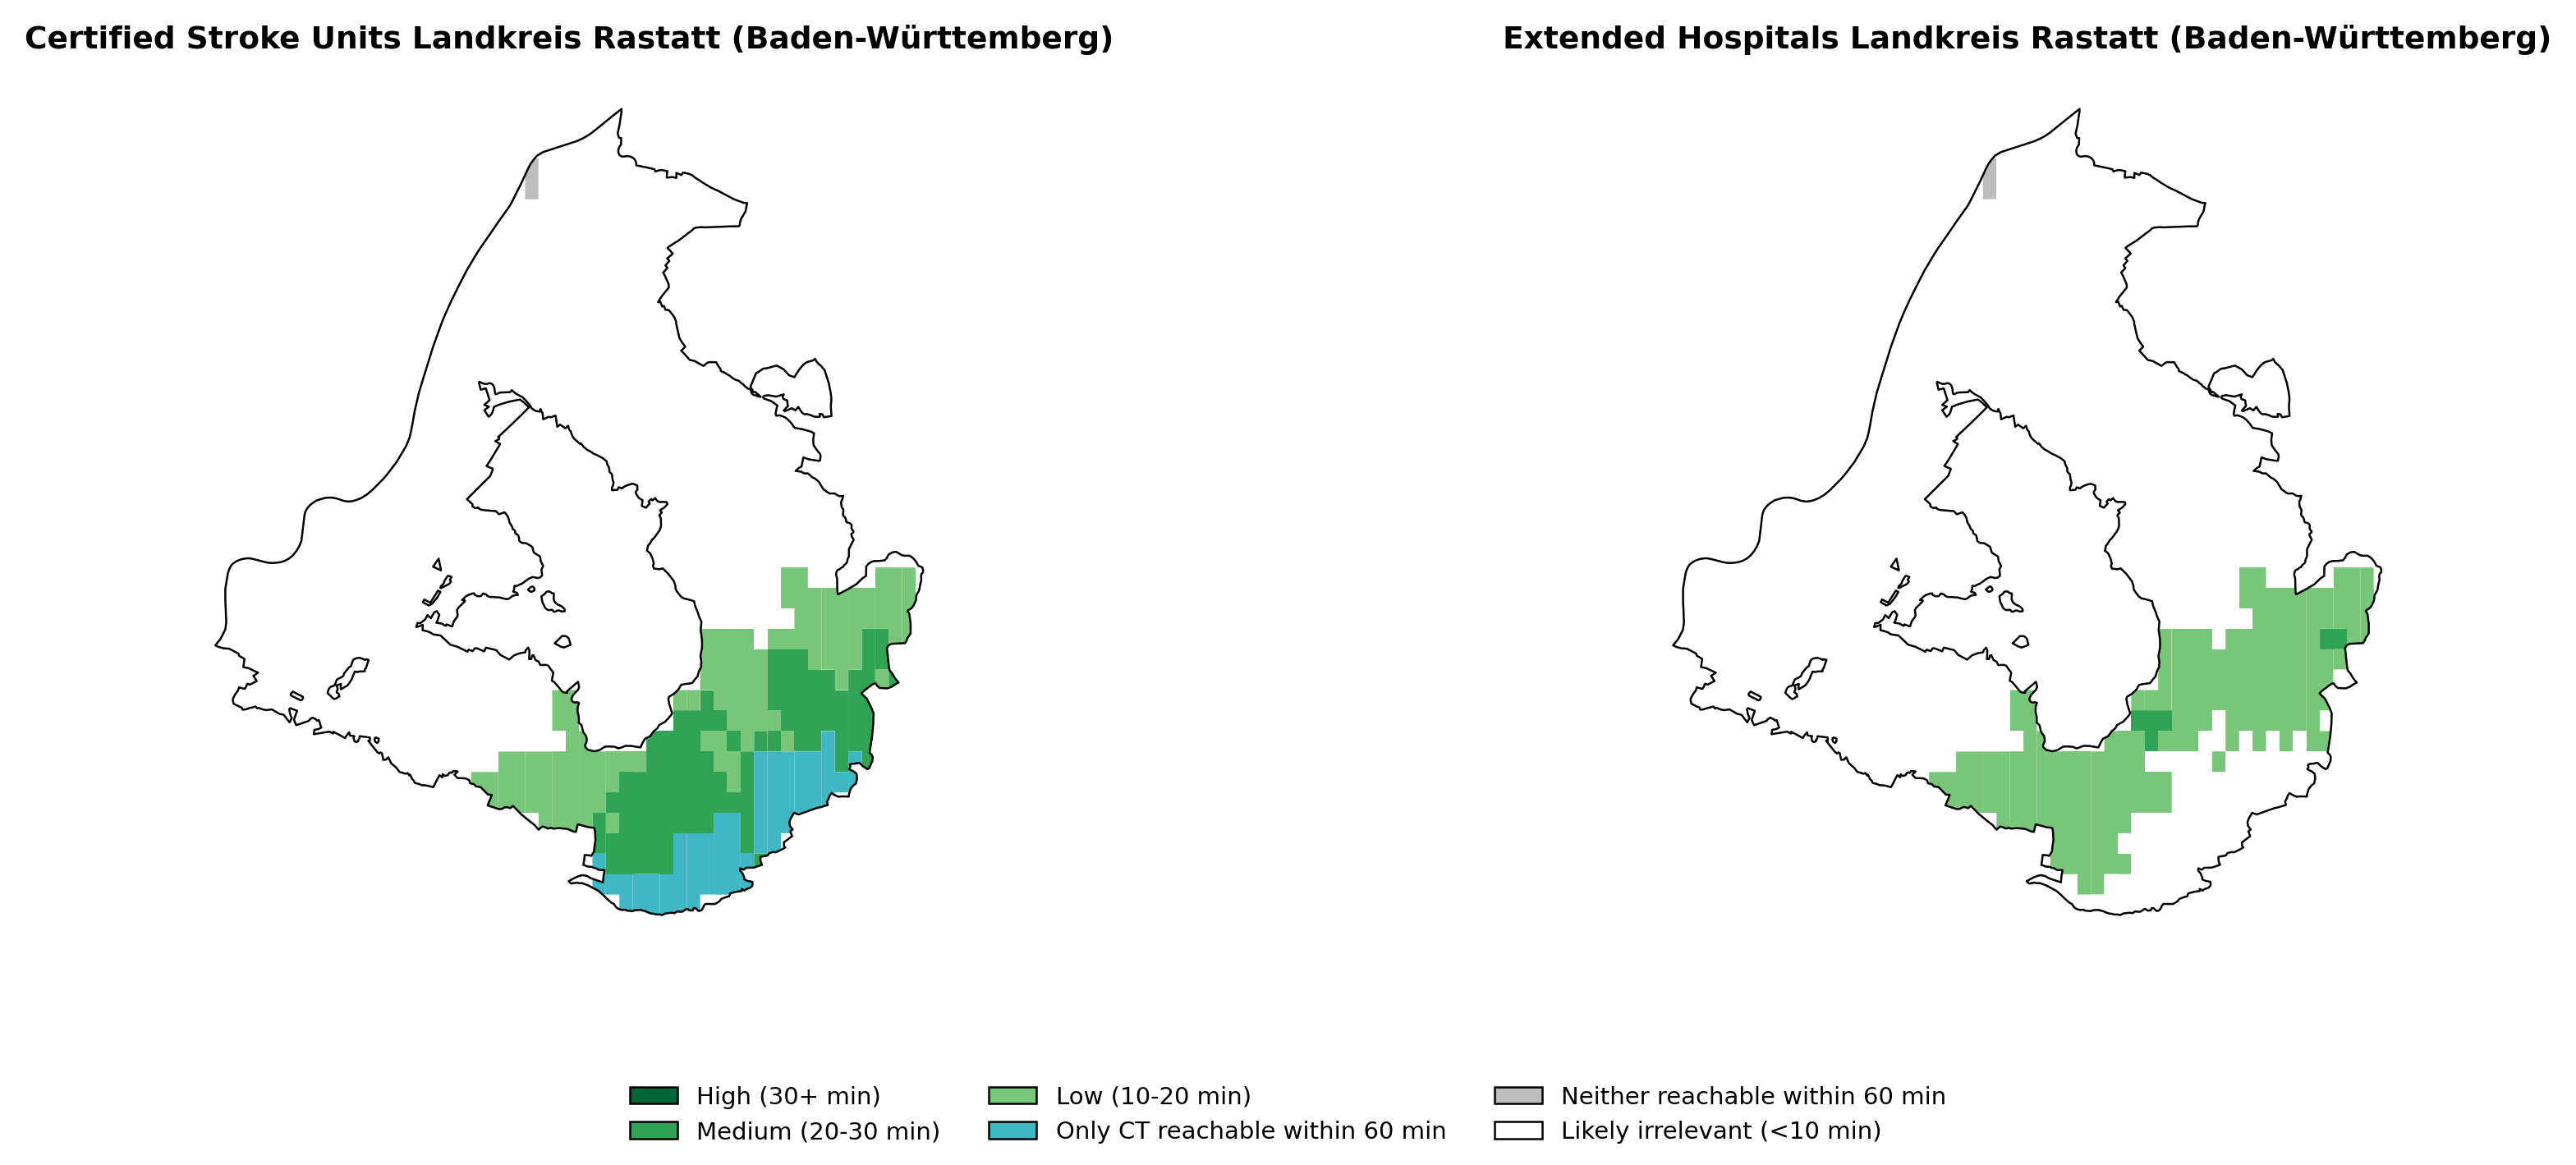 Certified Stroke Units Landkreis Rastatt (Baden-Württemberg)
Extended Hospitals Landkreis Rastatt (Baden-Württemberg)
High (30+ min)
Medium (20-30 min)
Low (10-20 min)
Only CT reachable within 60 min
Neither reachable within 60 min
Likely irrelevant (<10 min)